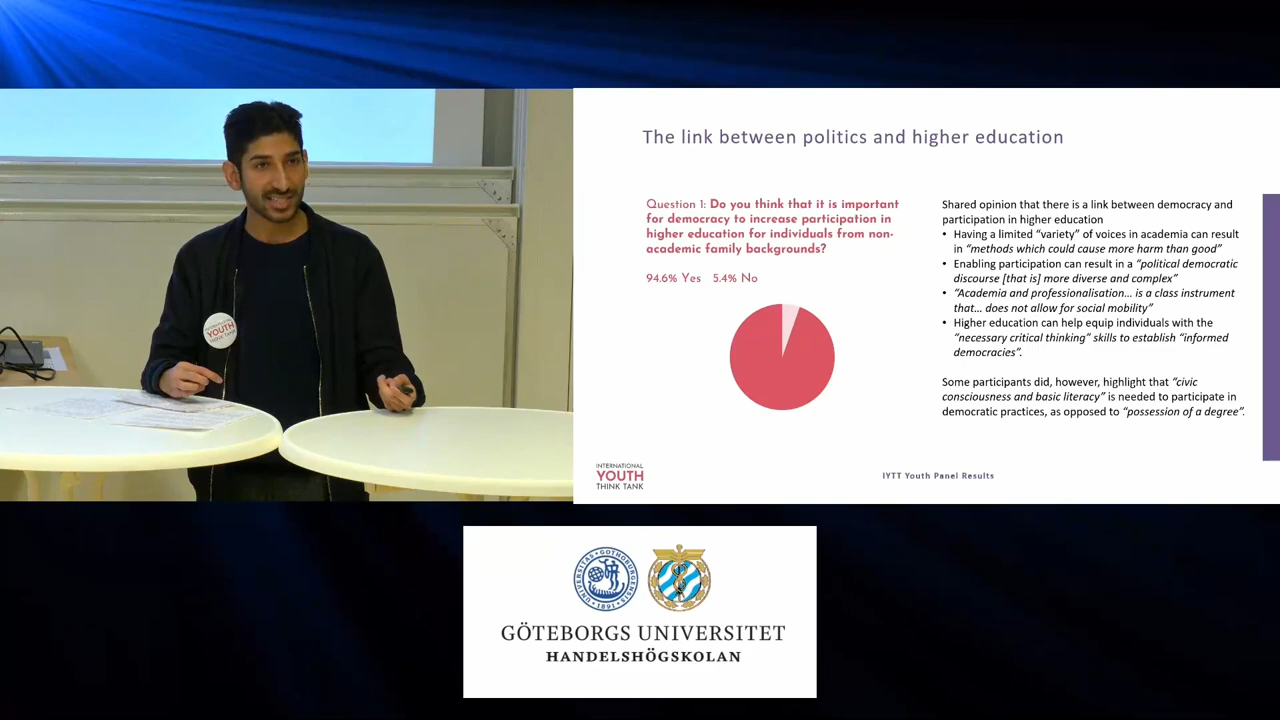 The link between politics and higher education
Question 1: Do you think that it is important
for democracy to increase participation in
higher education for individuals from non-
academic family backgrounds?
94.6% Yes 5.4% No
Shared opinion that there is a link between democracy and
participation in higher education
• Having a limited “variety” of voices in academia can result
in “methods which could cause more harm than good”
• Enabling participation can result in a “political democratic
discourse [that is] more diverse and complex”
• “Academia and professionalisation… is a class instrument
that… does not allow for social mobility”
• Higher education can help equip individuals with the
“necessary critical thinking” skills to establish “informed
democracies”.
Some participants did, however, highlight that “civic
consciousness and basic literacy” is needed to participate in
democratic practices, as opposed to “possession of a degree”.
INTERNATIONAL
YOUTH
THINK TANK
IYTT Youth Panel Results
YOUTH
THINK TANK
UNIVERSITAS • GOTHOBURGENSIS
1891
GÖTEBORGS UNIVERSITET
HANDELSHÖGSKOLAN